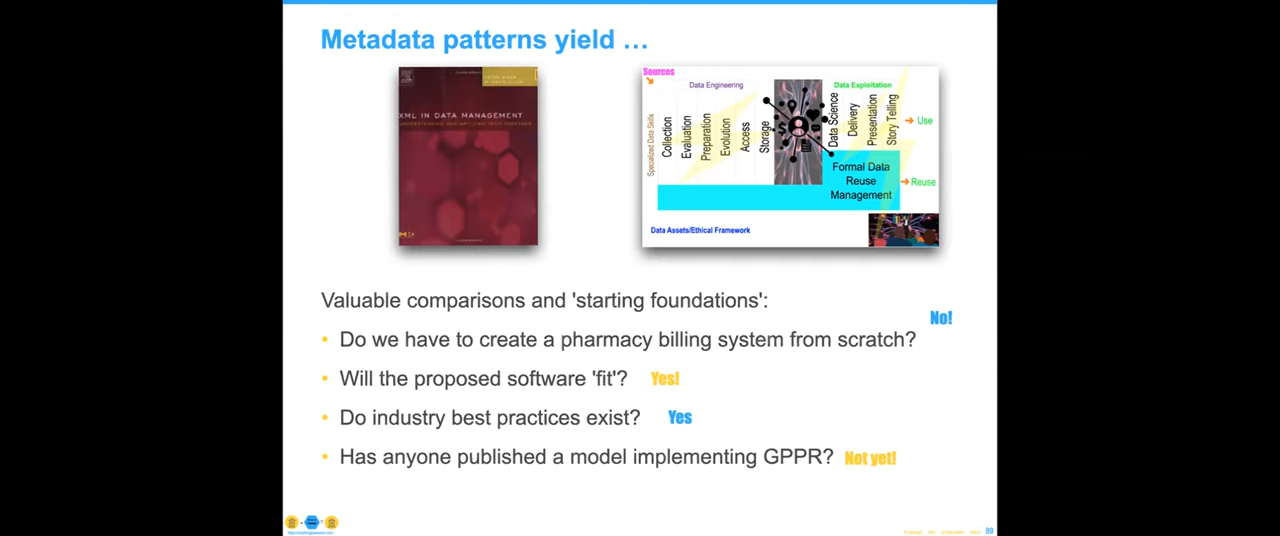 Metadata patterns yield …
XML IN DATA MANAGEMENT
Sources
Data Engineering
Data Exploitation
Specialized Data Skills
Collection
Evaluation
Preparation
Evolution
Access
Storage
Data Science
Delivery
Presentation
Story Telling
Use
Formal Data
Reuse
Management
Reuse
Data Assets/Ethical Framework
Valuable comparisons and 'starting foundations':
No!
• Do we have to create a pharmacy billing system from scratch?
• Will the proposed software 'fit'? Yes!
• Do industry best practices exist? Yes
• Has anyone published a model implementing GPPR? Not yet!
89